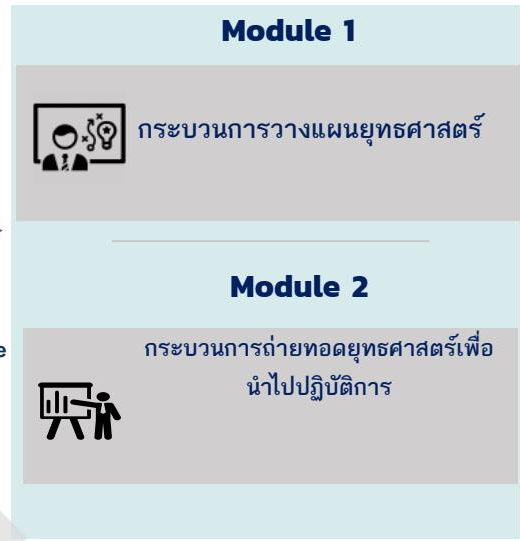 Module 1
กระบวนการวางแผนยุทธศาสตร์
Module 2
e
กระบวนการถ่ายทอดยุทธศาสตร์เพื่อ
นำไปปฏิบัติการ